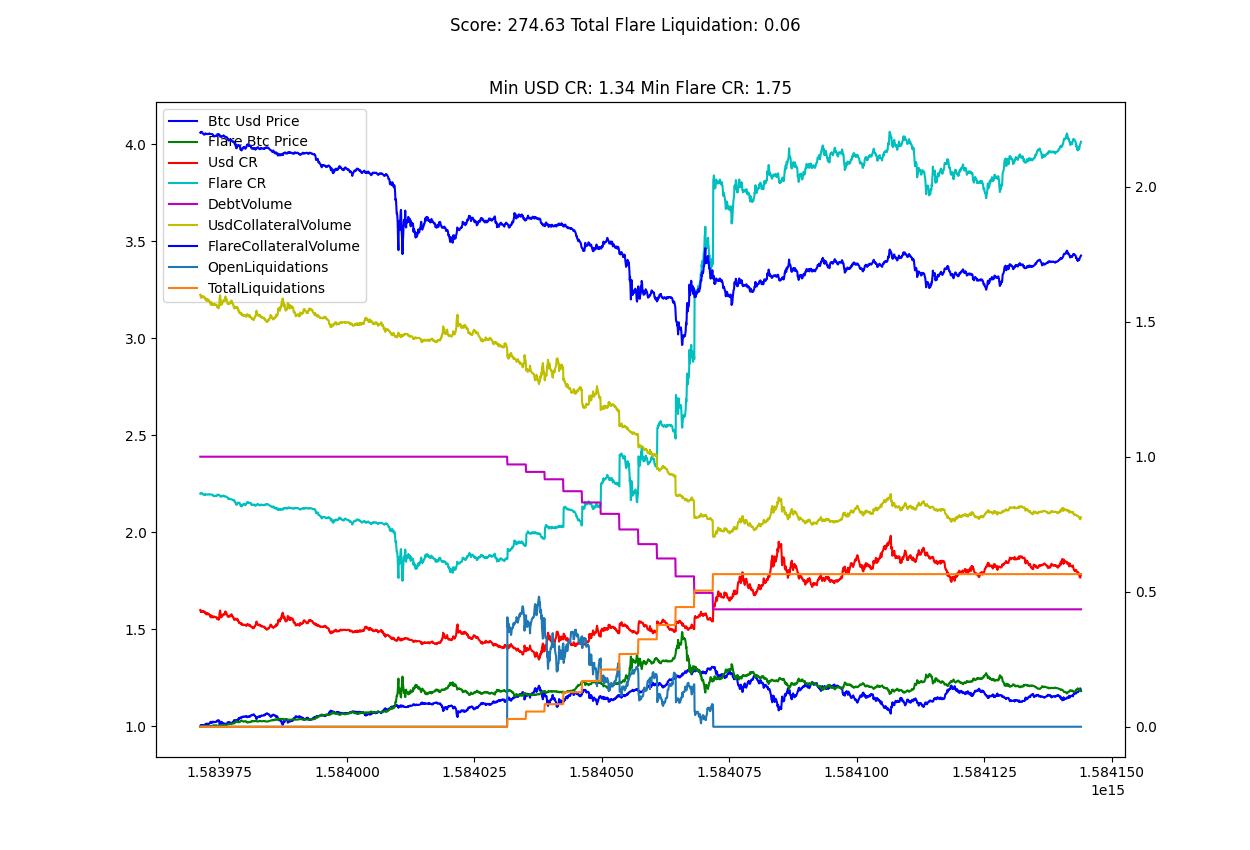 Score: 274.63 Total Flare Liquidation: 0.06
Min USD CR: 1.34 Min Flare CR: 1.75
Btc Usd Price
Flare Btc Price
Usd CR
Flare CR
DebtVolume
UsdCollateralVolume
FlareCollateralVolume
OpenLiquidations
TotalLiquidations
4.0
3.5
3.0
2.5
2.0
1.5
1.0
2.0
1.5
1.0
0.5
0.0
1.583975 1.584000 1.584025 1.584050 1.584075 1.584100 1.584125 1.584150
1e15